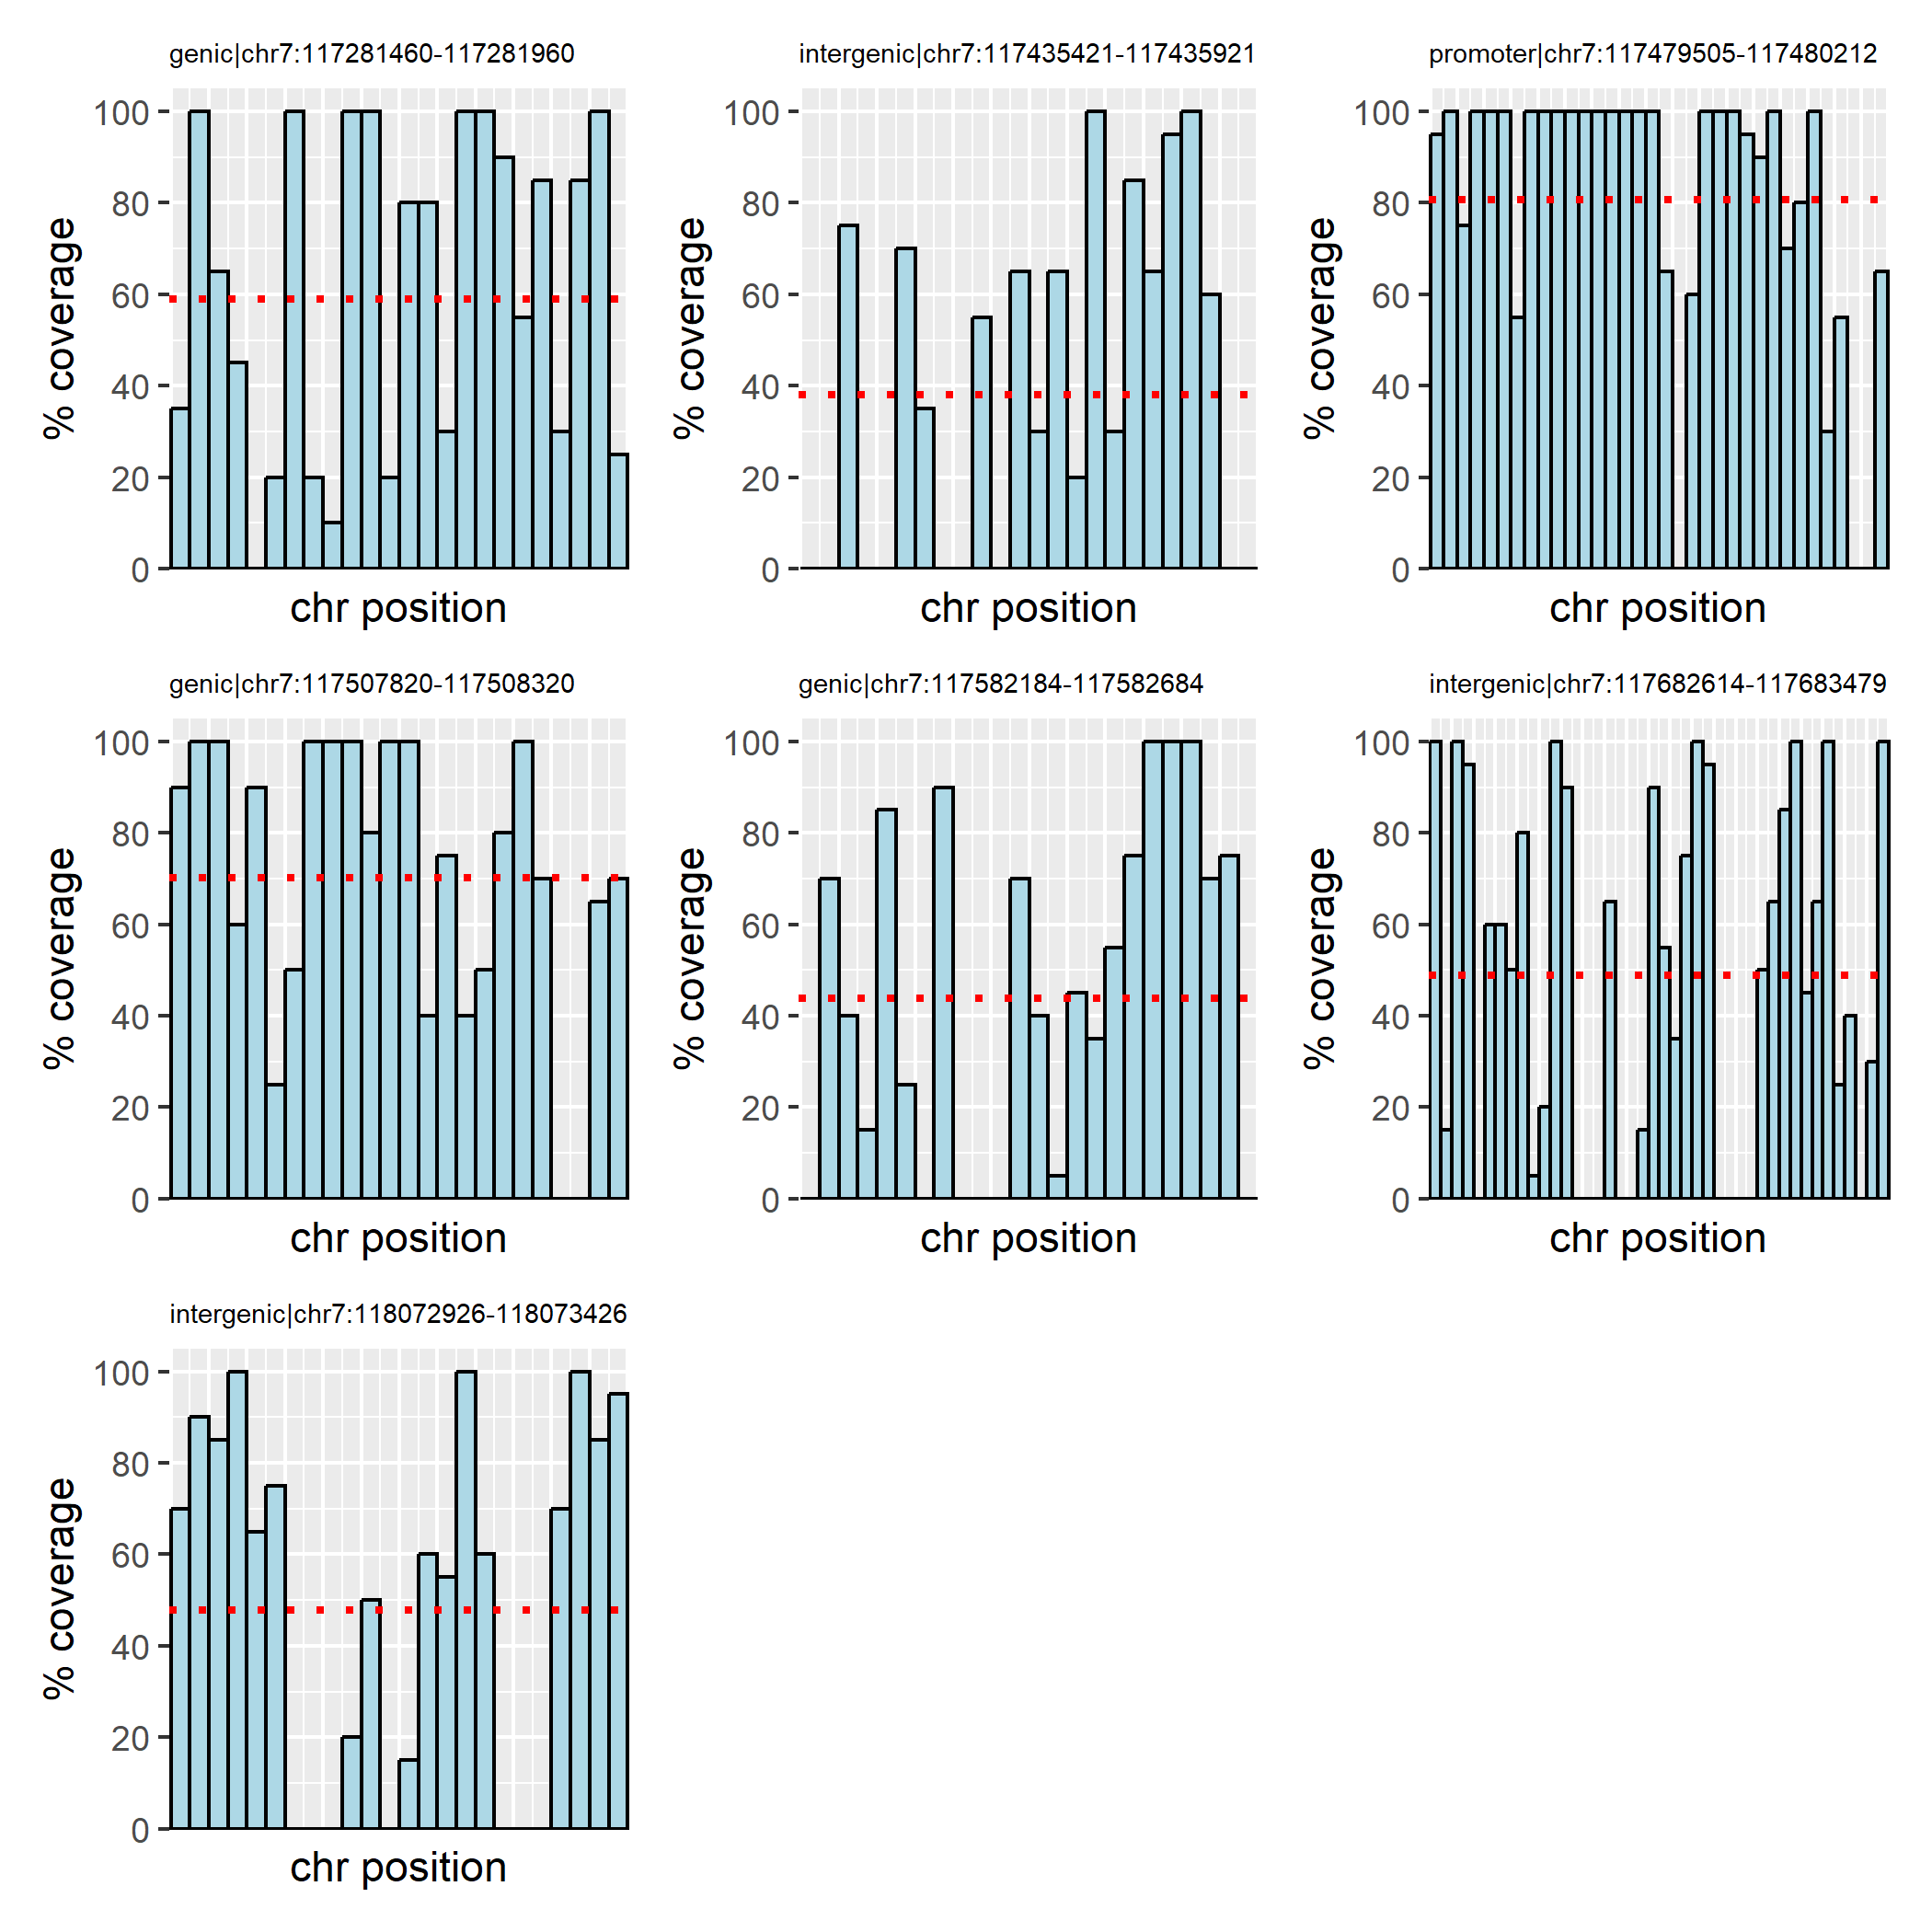 genic|chr7:117281460-117281960
100
80
60
40
20
0
% coverage
chr position
intergenic|chr7:117435421-117435921
100
80
60
40
20
0
% coverage
chr position
promoter|chr7:117479505-117480212
100
80
60
40
20
0
% coverage
chr position
genic|chr7:117507820-117508320
100
80
60
40
20
0
% coverage
chr position
genic|chr7:117582184-117582684
100
80
60
40
20
0
% coverage
chr position
intergenic|chr7:117682614-117683479
100
80
60
40
20
0
% coverage
chr position
intergenic|chr7:118072926-118073426
100
80
60
40
20
0
% coverage
chr position